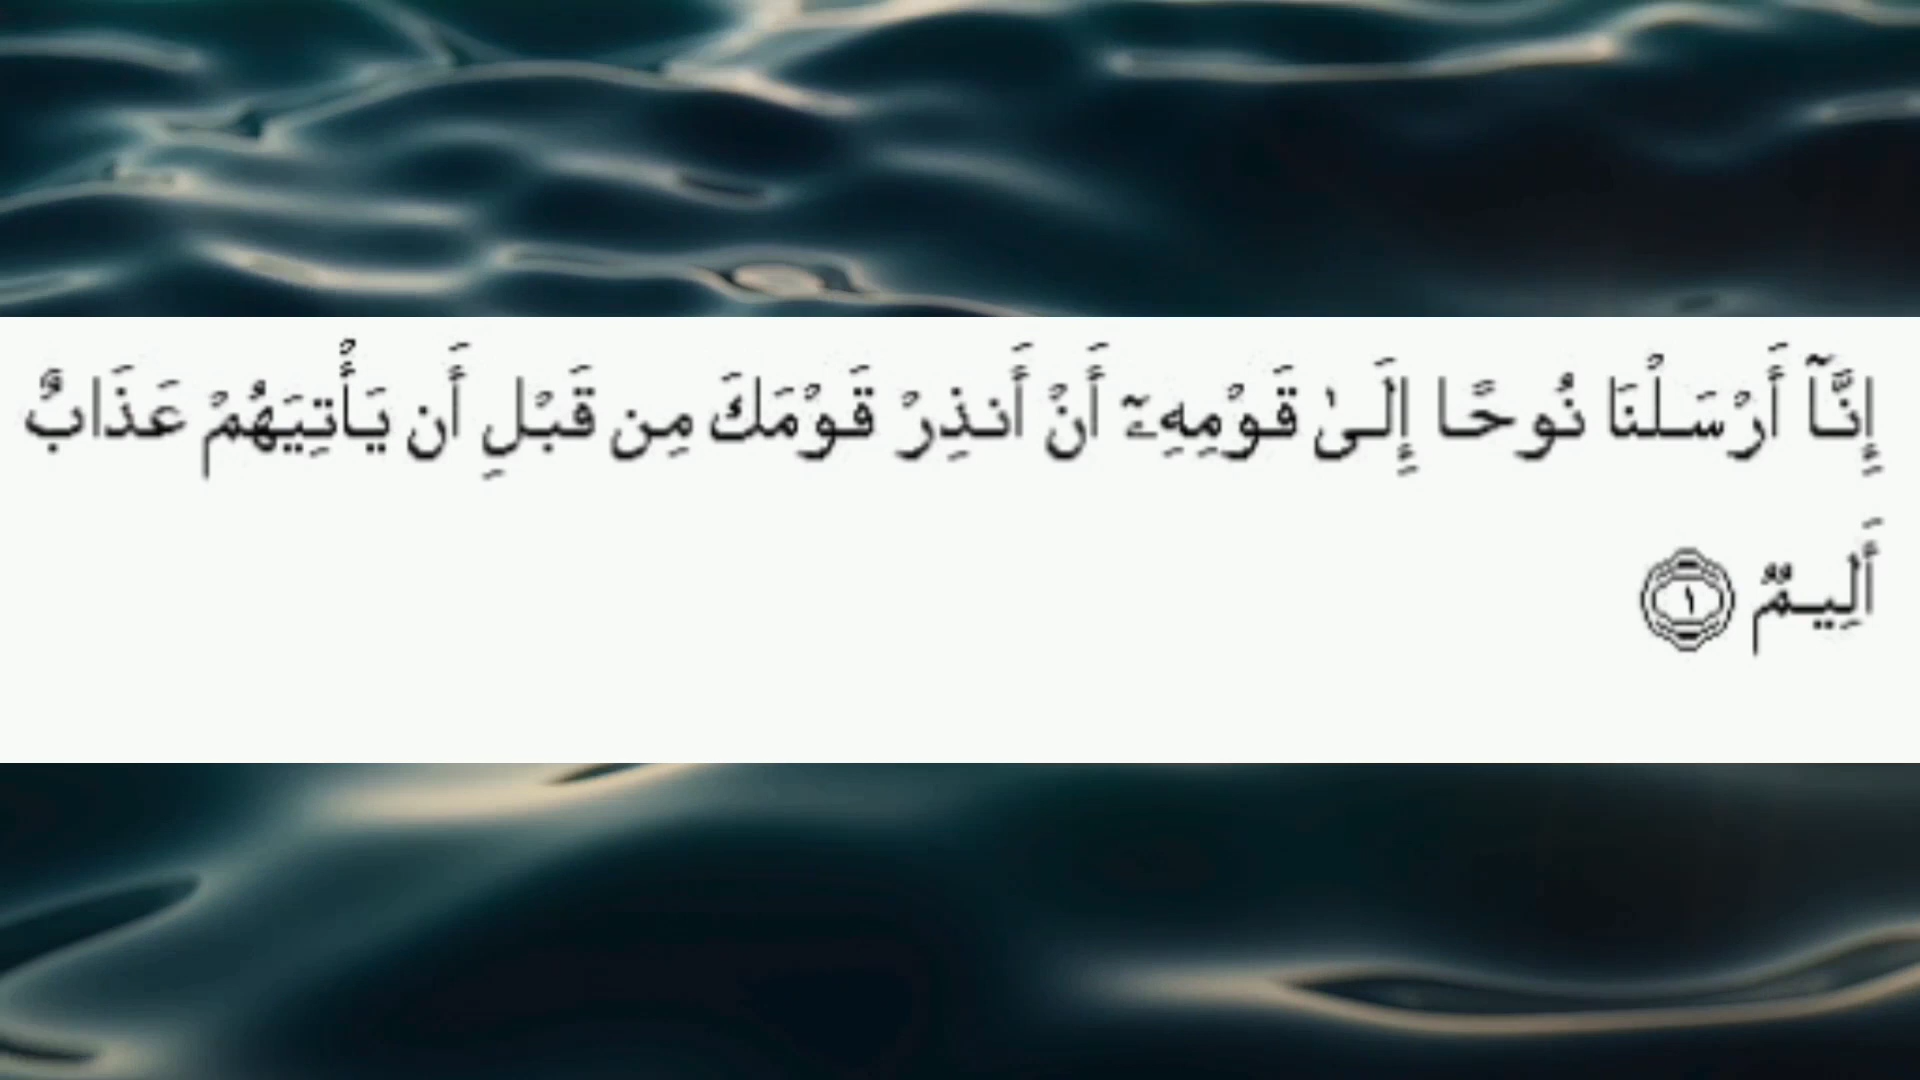 إِنَّآ أَرْسَلْنَا نُوحًا إِلَىٰ قَوْمِهِۦٓ أَنْ أَنذِرْ قَوْمَكَ مِن قَبْلِ أَن يَأْتِيَهُمْ عَذَابٌ
أَلِيمٌ ١